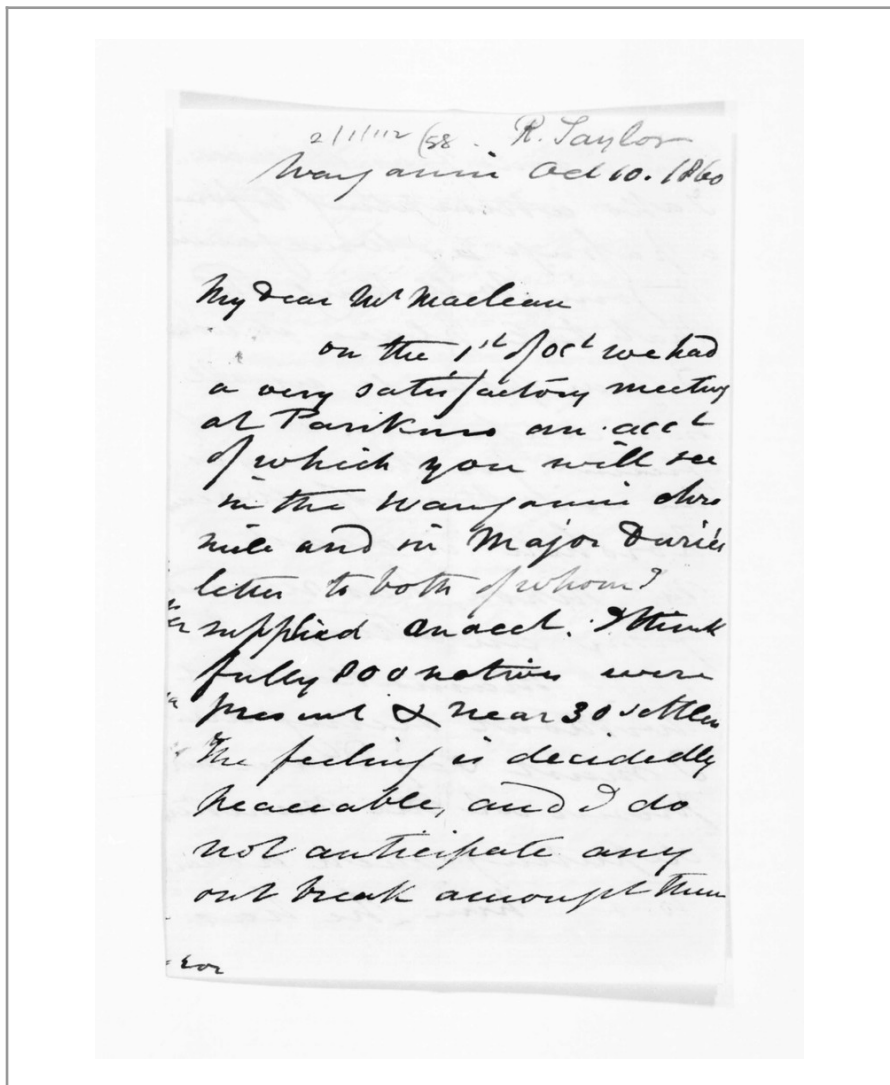 2/1/112 (58. R. Taylor
Wanganui Oct 10. 1860
My Dear Mr Maclean
on the 1st of Oct we had
a very satisfactory meeting
at Parikino an acct
of which you will see
in the Wanganui chro
nicle and in Major Durie's
letter to both of whom I
supplied an acct. I think
fully 800 natives were
present & near 30 settlers
The feeling is decidedly
peaceable, and I do
not anticipate any
out break amongst them